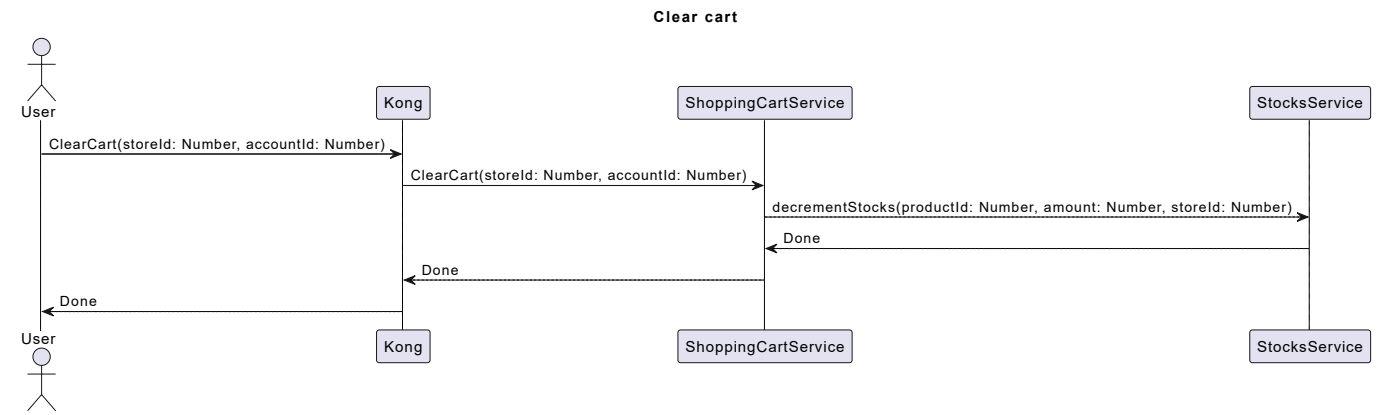 Clear cart
User
Kong
ShoppingCartService
StocksService
ClearCart(storeId: Number, accountId: Number)
ClearCart(storeId: Number, accountId: Number)
decrementStocks(productId: Number, amount: Number, storeId: Number)
Done
Done
Done
User
Kong
ShoppingCartService
StocksService